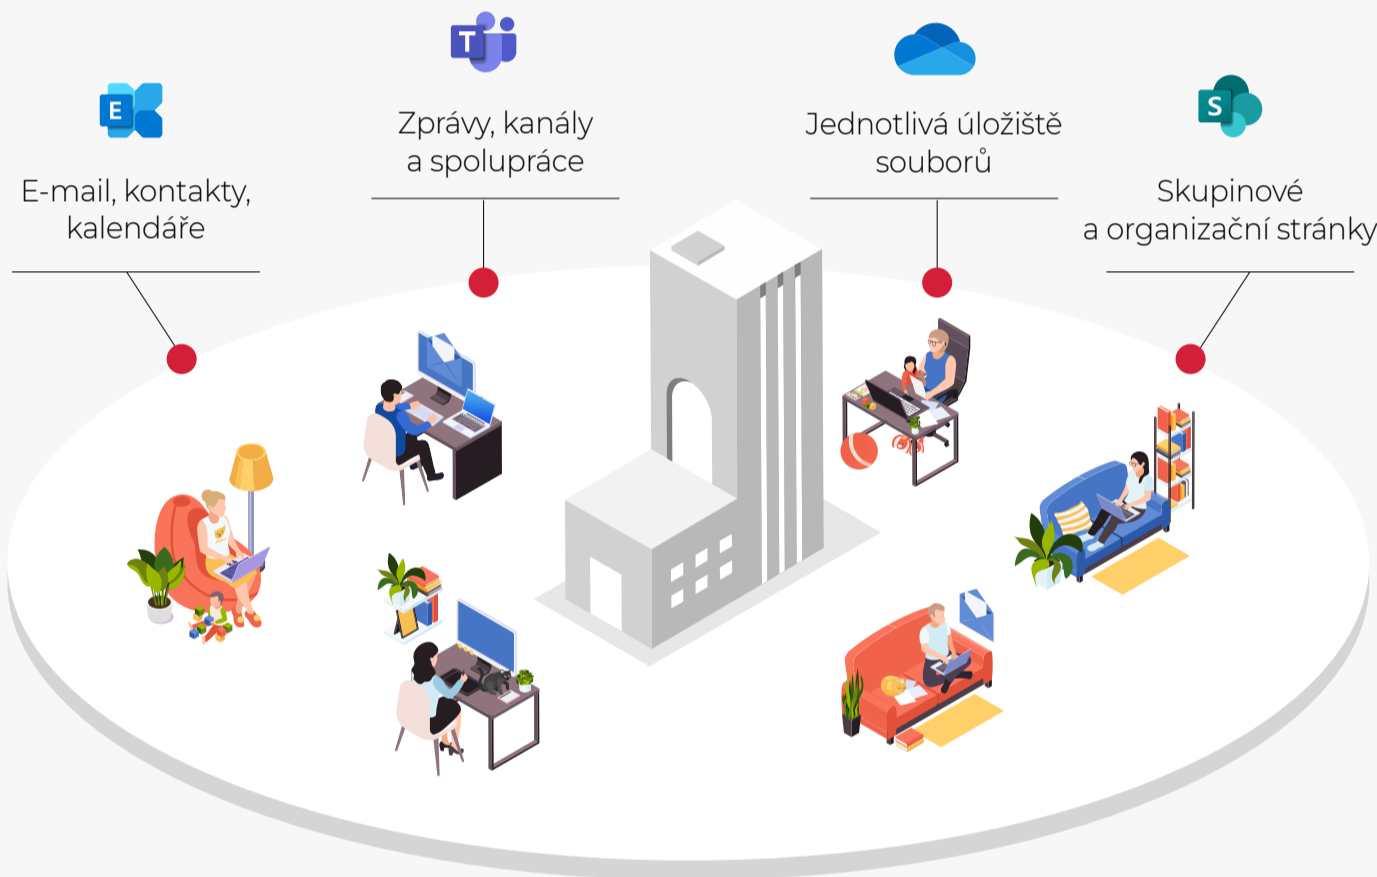 E
E-mail, kontakty,
kalendáře
T
Zprávy, kanály
a spolupráce
Jednotlivá úložiště
souborů
S
Skupinové
a organizační stránky